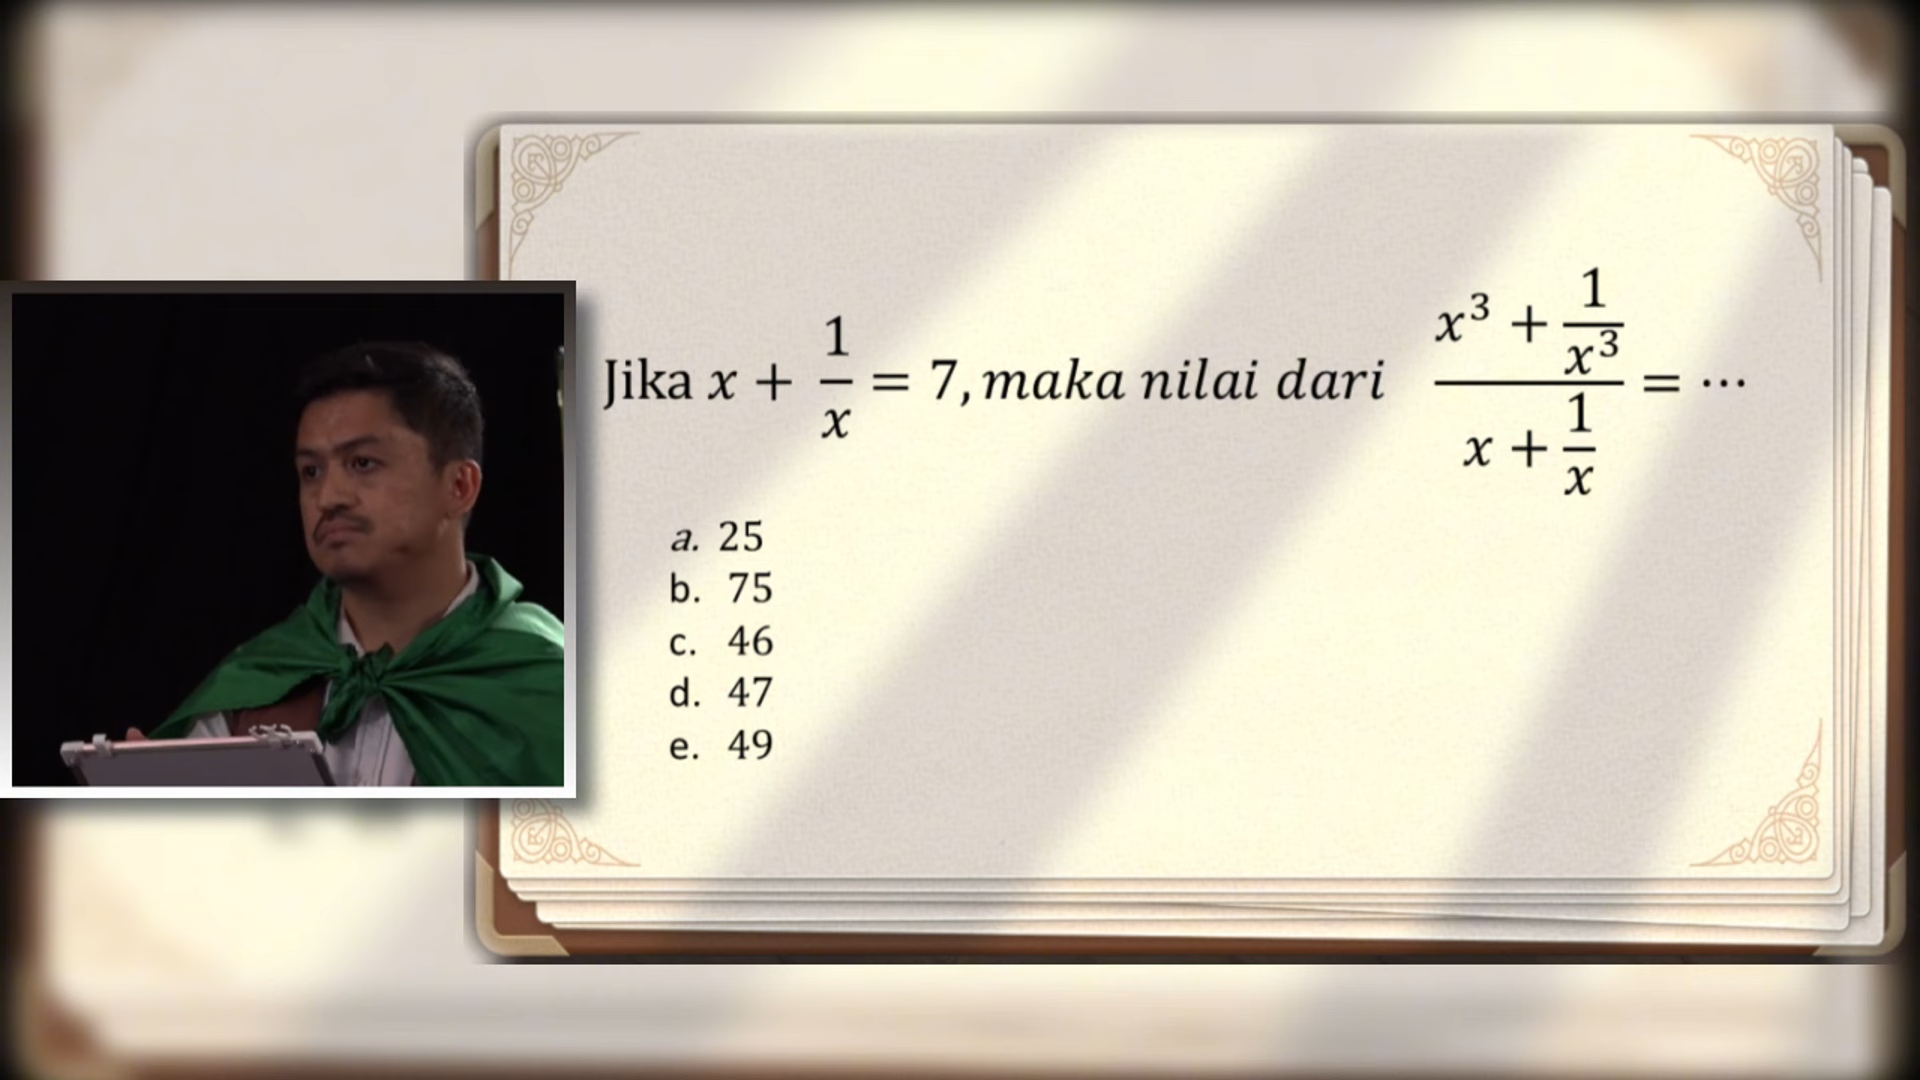 Jika x + 1/x = 7, maka nilai dari (x³ + 1/x³)/(x + 1/x) = ⋯
a. 25
b. 75
c. 46
d. 47
e. 49